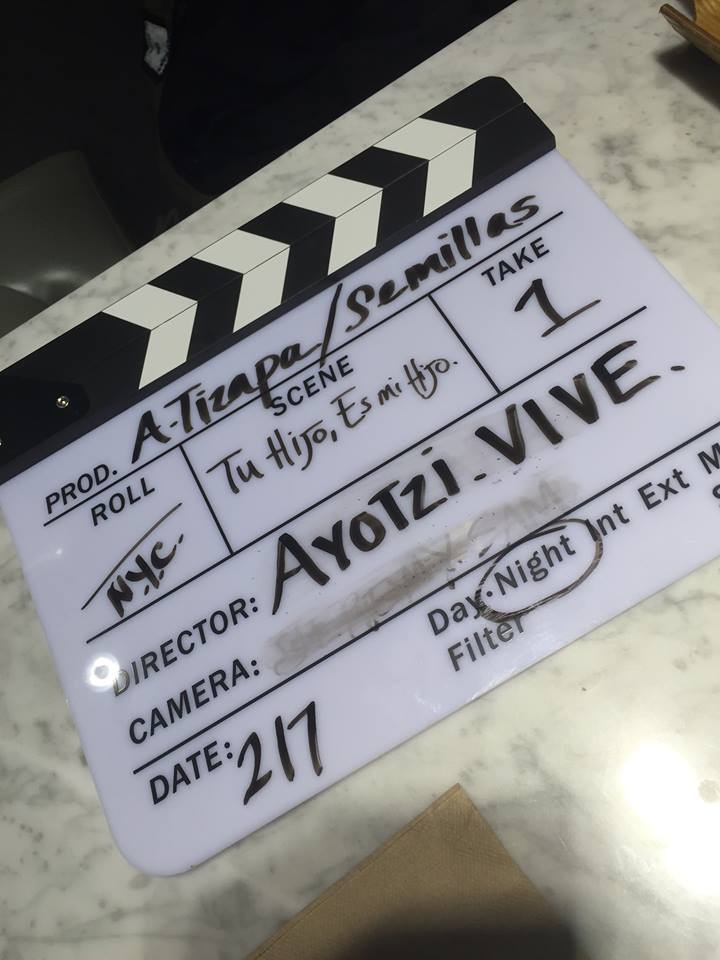 PROD. A-Tizapa/Semillas
ROLL N.Y.C.
SCENE Tu Hijo, Es mi Hijo.
TAKE 1
DIRECTOR: AYOTZI. VIVE.
CAMERA:
Day.Night Int Ext M
Filter
DATE: 2/7